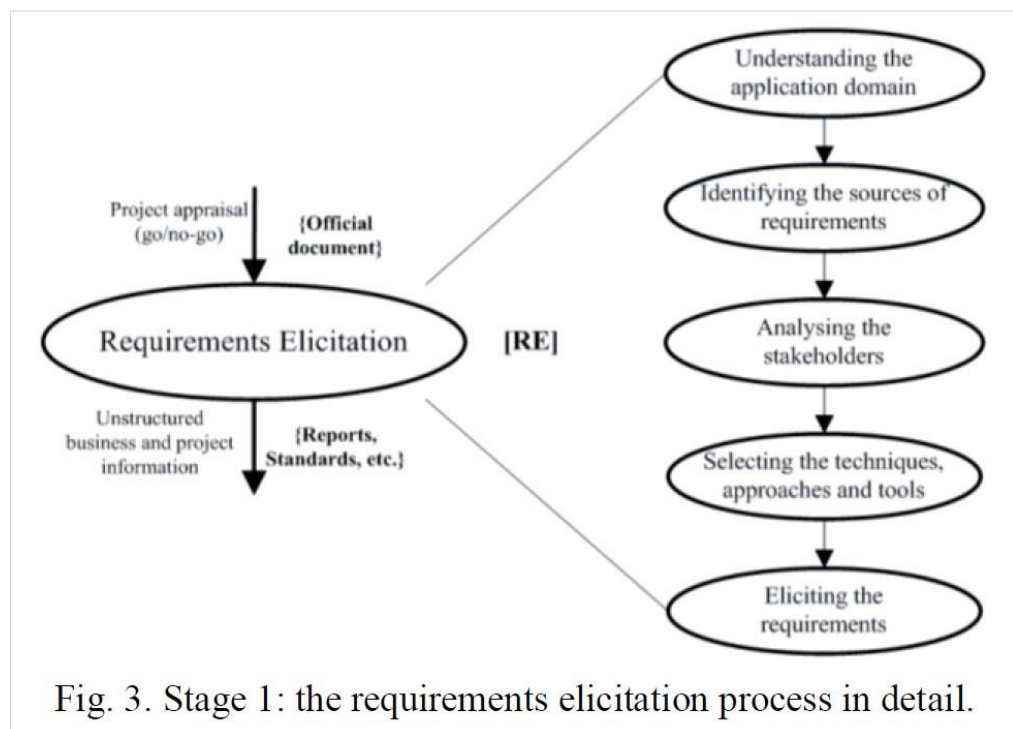 Project appraisal
(go/no-go)
{Official
document}
Requirements Elicitation
[RE]
Unstructured
business and project
information
{Reports,
Standards, etc.}
Understanding the
application domain
Identifying the sources of
requirements
Analysing the
stakeholders
Selecting the techniques,
approaches and tools
Eliciting the
requirements
Fig. 3. Stage 1: the requirements elicitation process in detail.